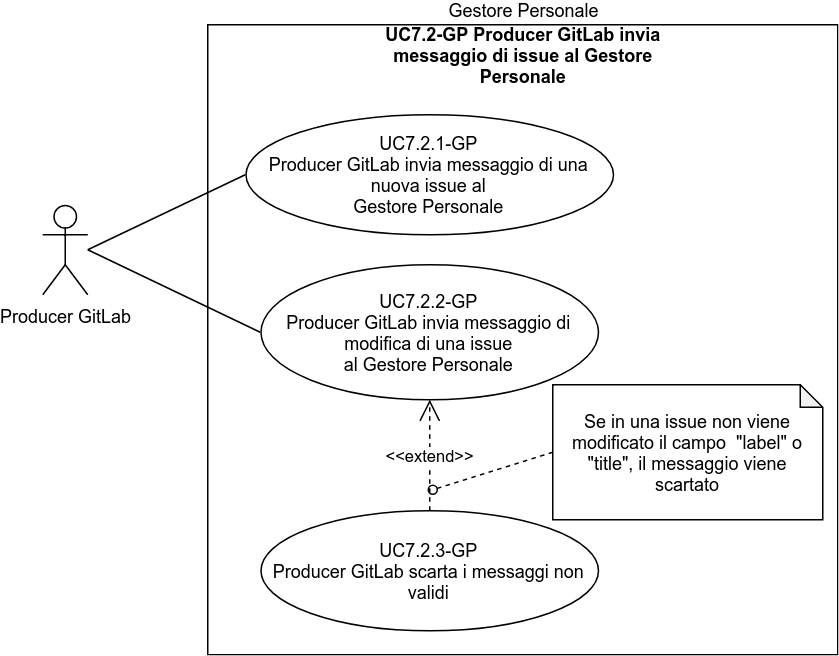 Gestore Personale
UC7.2-GP Producer GitLab invia
messaggio di issue al Gestore
Personale
UC7.2.1-GP
Producer GitLab invia messaggio di una
nuova issue al
Gestore Personale
Producer GitLab
UC7.2.2-GP
Producer GitLab invia messaggio di
modifica di una issue
al Gestore Personale
Se in una issue non viene
modificato il campo "label" o
"title", il messaggio viene
scartato
<<extend>>
UC7.2.3-GP
Producer GitLab scarta i messaggi non
validi